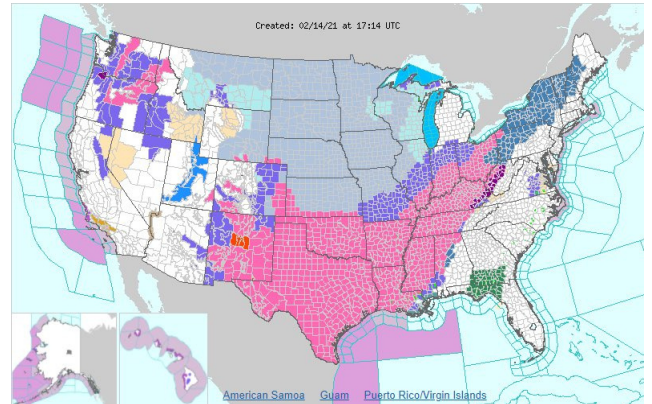 Created: 02/14/21 at 17:14 UTC
American Samoa Guam Puerto Rico/Virgin Islands